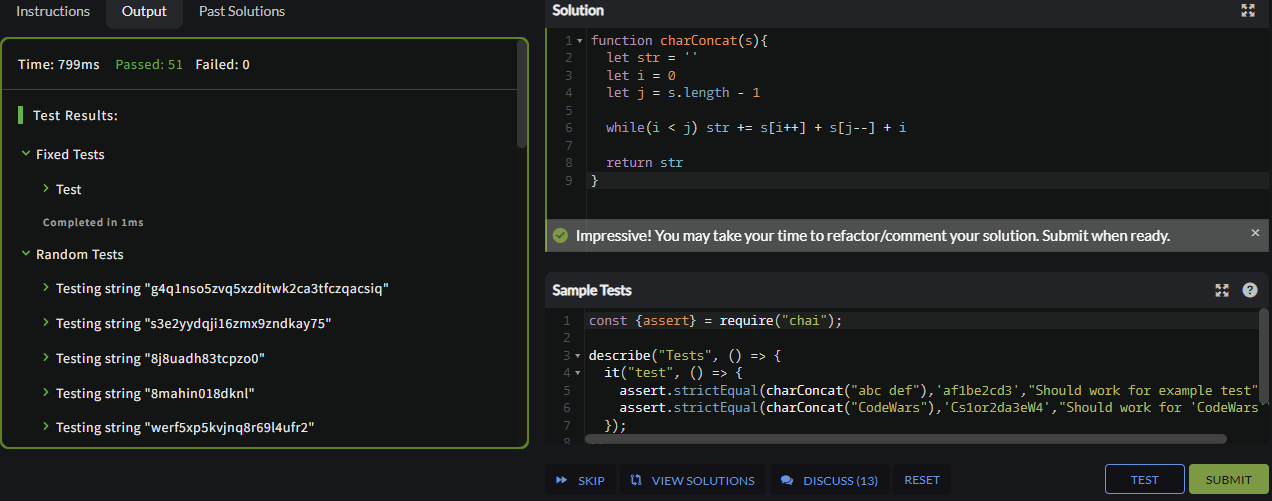 Instructions Output Past Solutions
Time: 799ms Passed: 51 Failed: 0
Test Results:
Fixed Tests
Test
Completed in 1ms
Random Tests
Testing string "g4q1nso5zvq5xzditwk2ca3tfczqacsiq"
Testing string "s3e2yydqji16zmx9zndkay75"
Testing string "8j8uadh83tcpzo0"
Testing string "8mahin018dknl"
Testing string "werf5xp5kvjnq8r69l4ufr2"
Solution
1 function charConcat(s){
2 let str = ''
3 let i = 0
4 let j = s.length - 1
5
6 while(i < j) str += s[i++] + s[j--] + i
7
8 return str
9 }
Impressive! You may take your time to refactor/comment your solution. Submit when ready.
×
Sample Tests
?
1 const {assert} = require("chai");
2
3 describe("Tests", () => {
4 it("test", () => {
5 assert.strictEqual(charConcat("abc def"),'af1be2cd3',"Should work for example test"
6 assert.strictEqual(charConcat("CodeWars"),'Cs1or2da3eW4',"Should work for 'CodeWars'
7 });
8
SKIP VIEW SOLUTIONS DISCUSS (13) RESET TEST SUBMIT